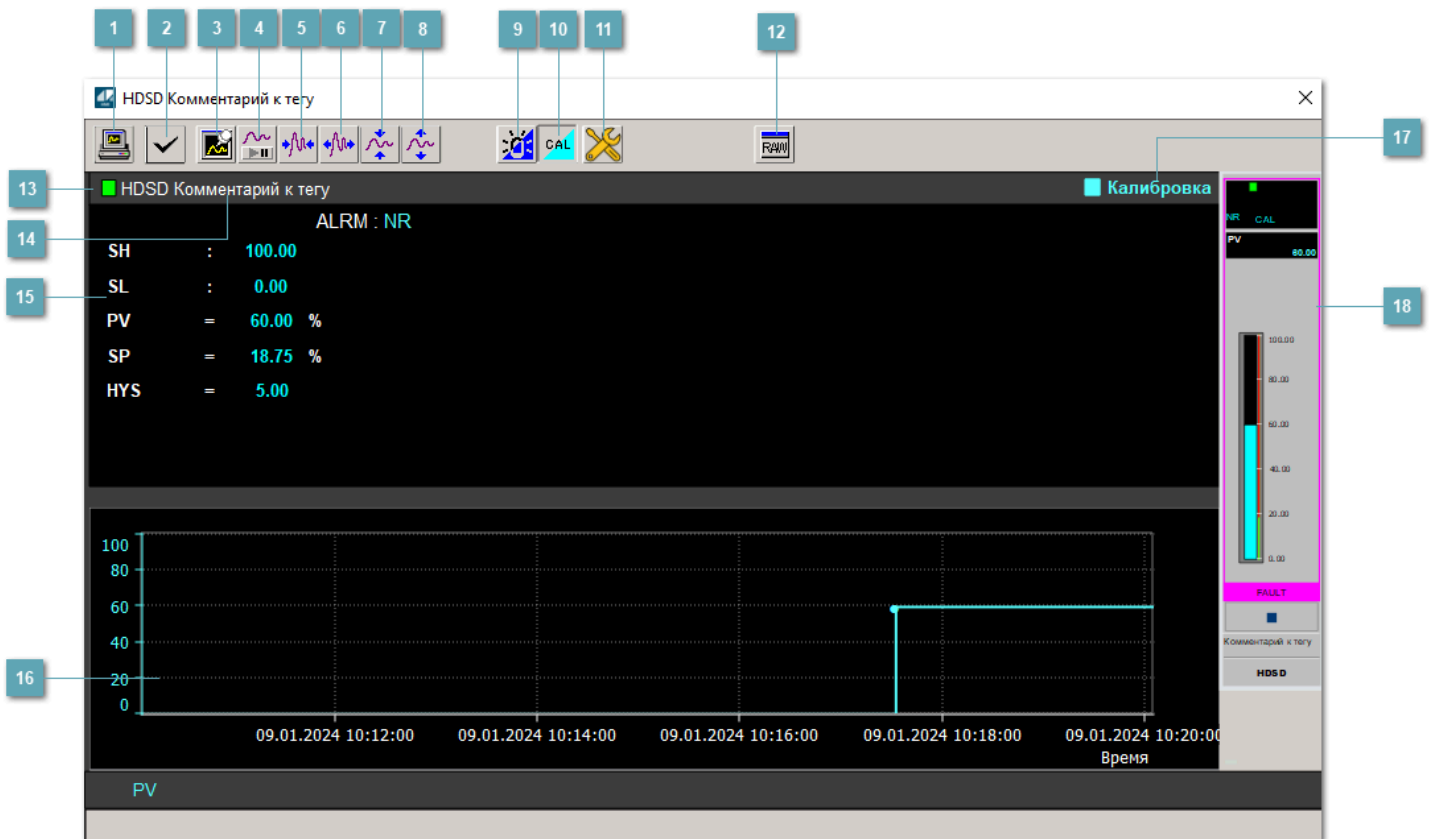 1 2 3 4 5 6 7 8 9 10 11 12
HDSD Комментарий к тегу
CAL RAW
17
13 HDSD Комментарий к тегу Калибровка
ALRM : NR
NR CAL
14
SH : 100.00
PV
60.00
SL : 0.00
15
18
PV = 60.00 %
SP = 18.75 %
HYS = 5.00
100.00
80.00
60.00
40.00
20.00
0.00
100
80
60
40
20
0
16
FAULT
Комментарий к тегу
HDSD
09.01.2024 10:12:00 09.01.2024 10:14:00 09.01.2024 10:16:00 09.01.2024 10:18:00 09.01.2024 10:20:00
Время
PV